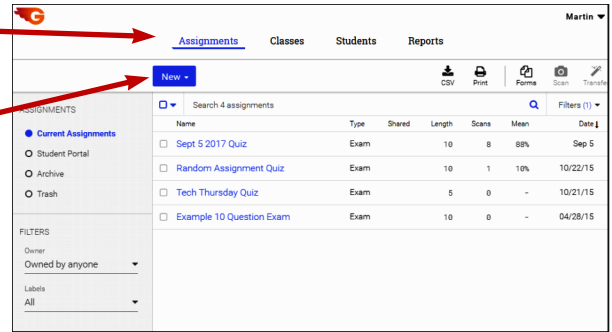 G
Martin
Assignments Classes Students Reports
New
CSV Print Forms Scan Transfer
ASSIGNMENTS
Current Assignments
Student Portal
Archive
Trash
FILTERS
Owner
Owned by anyone
Labels
All
Search 4 assignments Filters (1)
Name Type Shared Length Scans Mean Date
Sept 5 2017 Quiz Exam 10 8 88% Sep 5
Random Assignment Quiz Exam 10 1 10% 10/22/15
Tech Thursday Quiz Exam 5 0 - 10/21/15
Example 10 Question Exam Exam 10 0 - 04/28/15